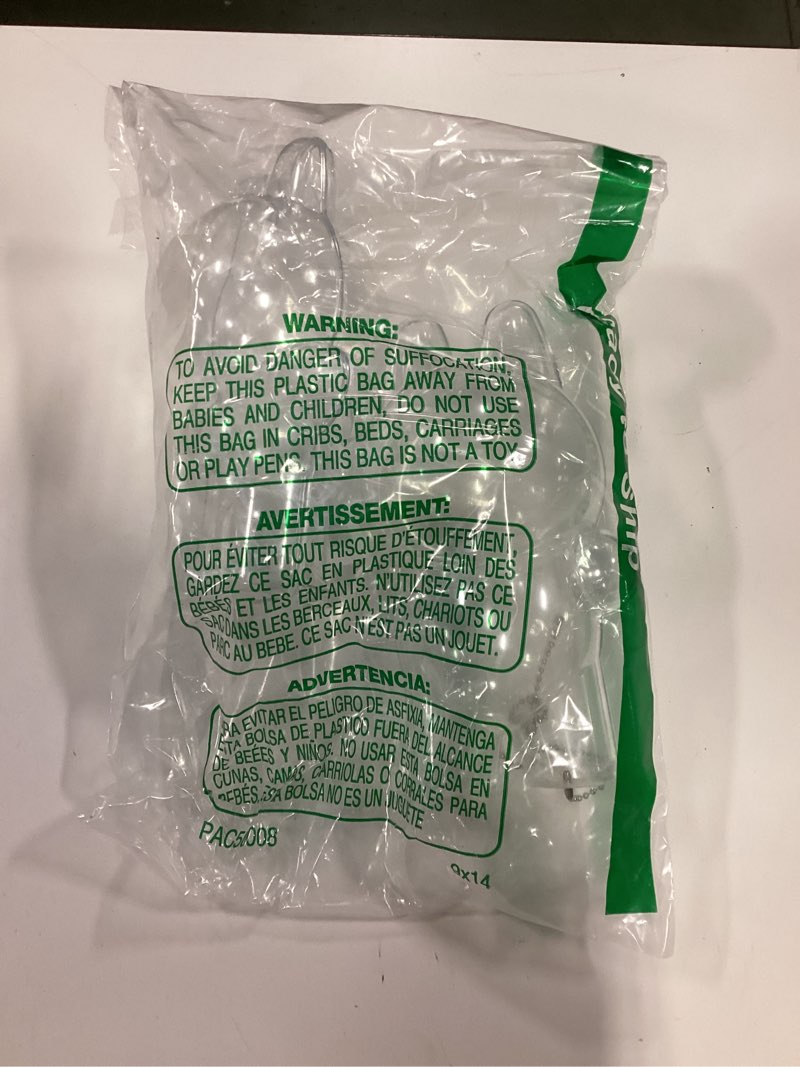 WARNING:
TO AVOID DANGER OF SUFFOCATION,
KEEP THIS PLASTIC BAG AWAY FROM
BABIES AND CHILDREN, DO NOT USE
THIS BAG IN CRIBS, BEDS, CARRIAGES
OR PLAY PENS. THIS BAG IS NOT A TOY
AVERTISSEMENT:
POUR ÉVITER TOUT RISQUE D'ÉTOUFFEMENT,
GARDEZ CE SAC EN PLASTIQUE LOIN DES
BÉBÉS ET LES ENFANTS. N'UTILISEZ PAS CE
SAC DANS LES BERCEAUX, LITS, CHARIOTS OU
PARC AU BEBE. CE SAC N'EST PAS UN JOUET.
ADVERTENCIA:
EVITAR EL PELIGRO DE ASFIXIA, MANTENGA
BOLSA DE PLASTICO FUERA DEL ALCANCE
DE BEÉES Y NIÑOS. NO USAR ESTA BOLSA EN
CUNAS, CAMAS, CARRIOLAS O CORRALES PARA
BOLSA NO ES UN JUGUETE
PAC5/008
9x14
ship